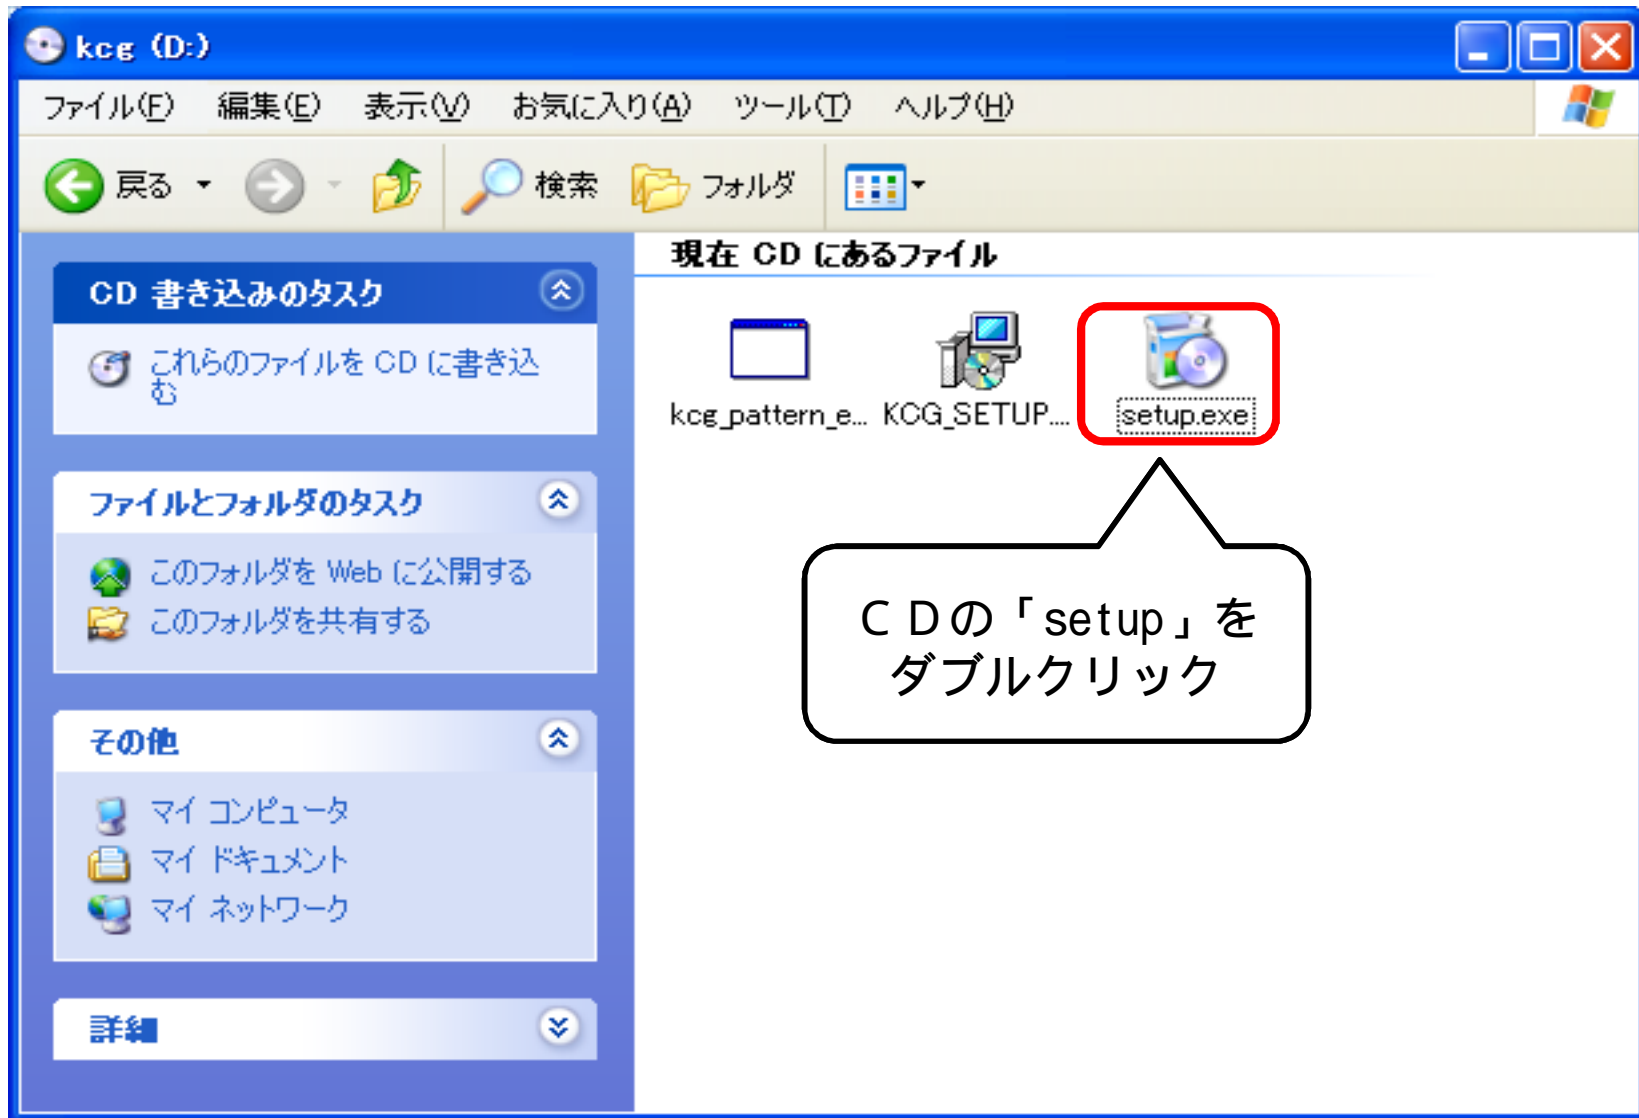 kcg (D:)
ファイル(F) 編集(E) 表示(V) お気に入り(A) ツール(T) ヘルプ(H)
戻る 検索 フォルダ
CD 書き込みのタスク
これらのファイルを CD に書き込
む
ファイルとフォルダのタスク
このフォルダを Web に公開する
このフォルダを共有する
その他
マイ コンピュータ
マイ ドキュメント
マイ ネットワーク
詳細
現在 CD にあるファイル
kcg_pattern_e... KCG_SETUP.... setup.exe
ＣＤの「setup」を
ダブルクリック